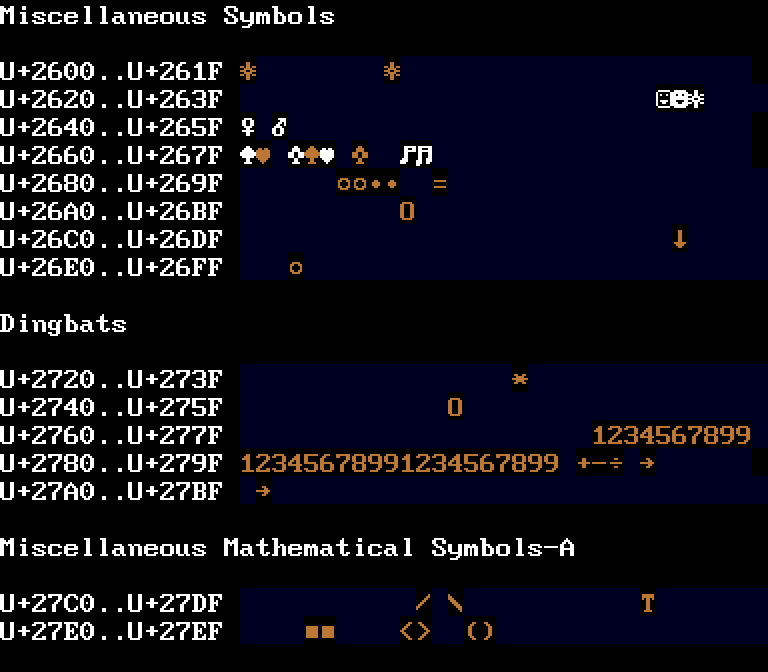 Miscellaneous Symbols
U+2600..U+261F ☼ ☼
U+2620..U+263F ☺☻☼
U+2640..U+265F ♀ ♂
U+2660..U+267F ♠♥ ♣♠♥ ♣ ♫♫
U+2680..U+269F ○○•• =
U+26A0..U+26BF 0
U+26C0..U+26DF ↓
U+26E0..U+26FF ○
Dingbats
U+2720..U+273F *
U+2740..U+275F 0
U+2760..U+277F 1234567899
U+2780..U+279F 12345678991234567899 +−÷ →
U+27A0..U+27BF →
Miscellaneous Mathematical Symbols-A
U+27C0..U+27DF / \ T
U+27E0..U+27EF ■■ <> ()